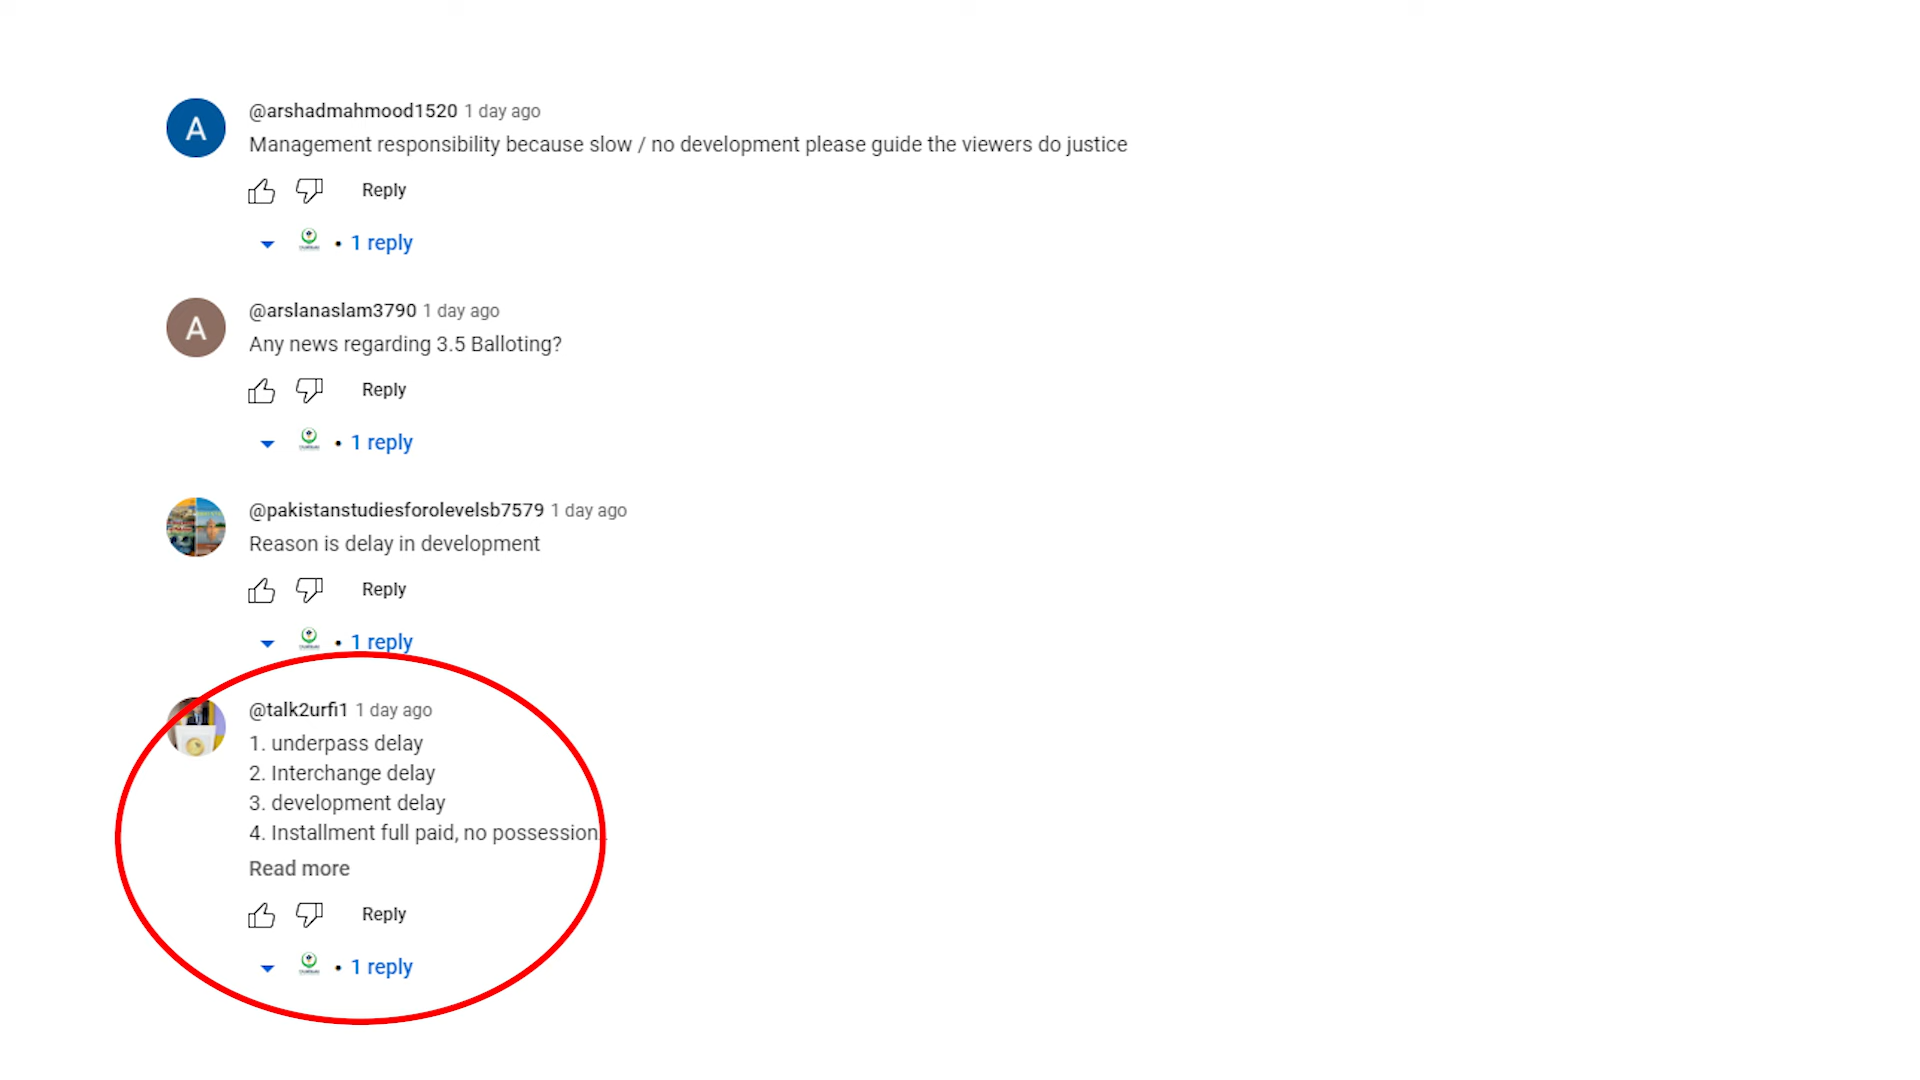 A
@arshadmahmood1520 1 day ago
Management responsibility because slow / no development please guide the viewers do justice
Reply
• 1 reply
A
@arslanaslam3790 1 day ago
Any news regarding 3.5 Balloting?
Reply
• 1 reply
@pakistanstudiesforolevelsb7579 1 day ago
Reason is delay in development
Reply
• 1 reply
@talk2urfi1 1 day ago
1. underpass delay
2. Interchange delay
3. development delay
4. Installment full paid, no possession
Read more
Reply
• 1 reply